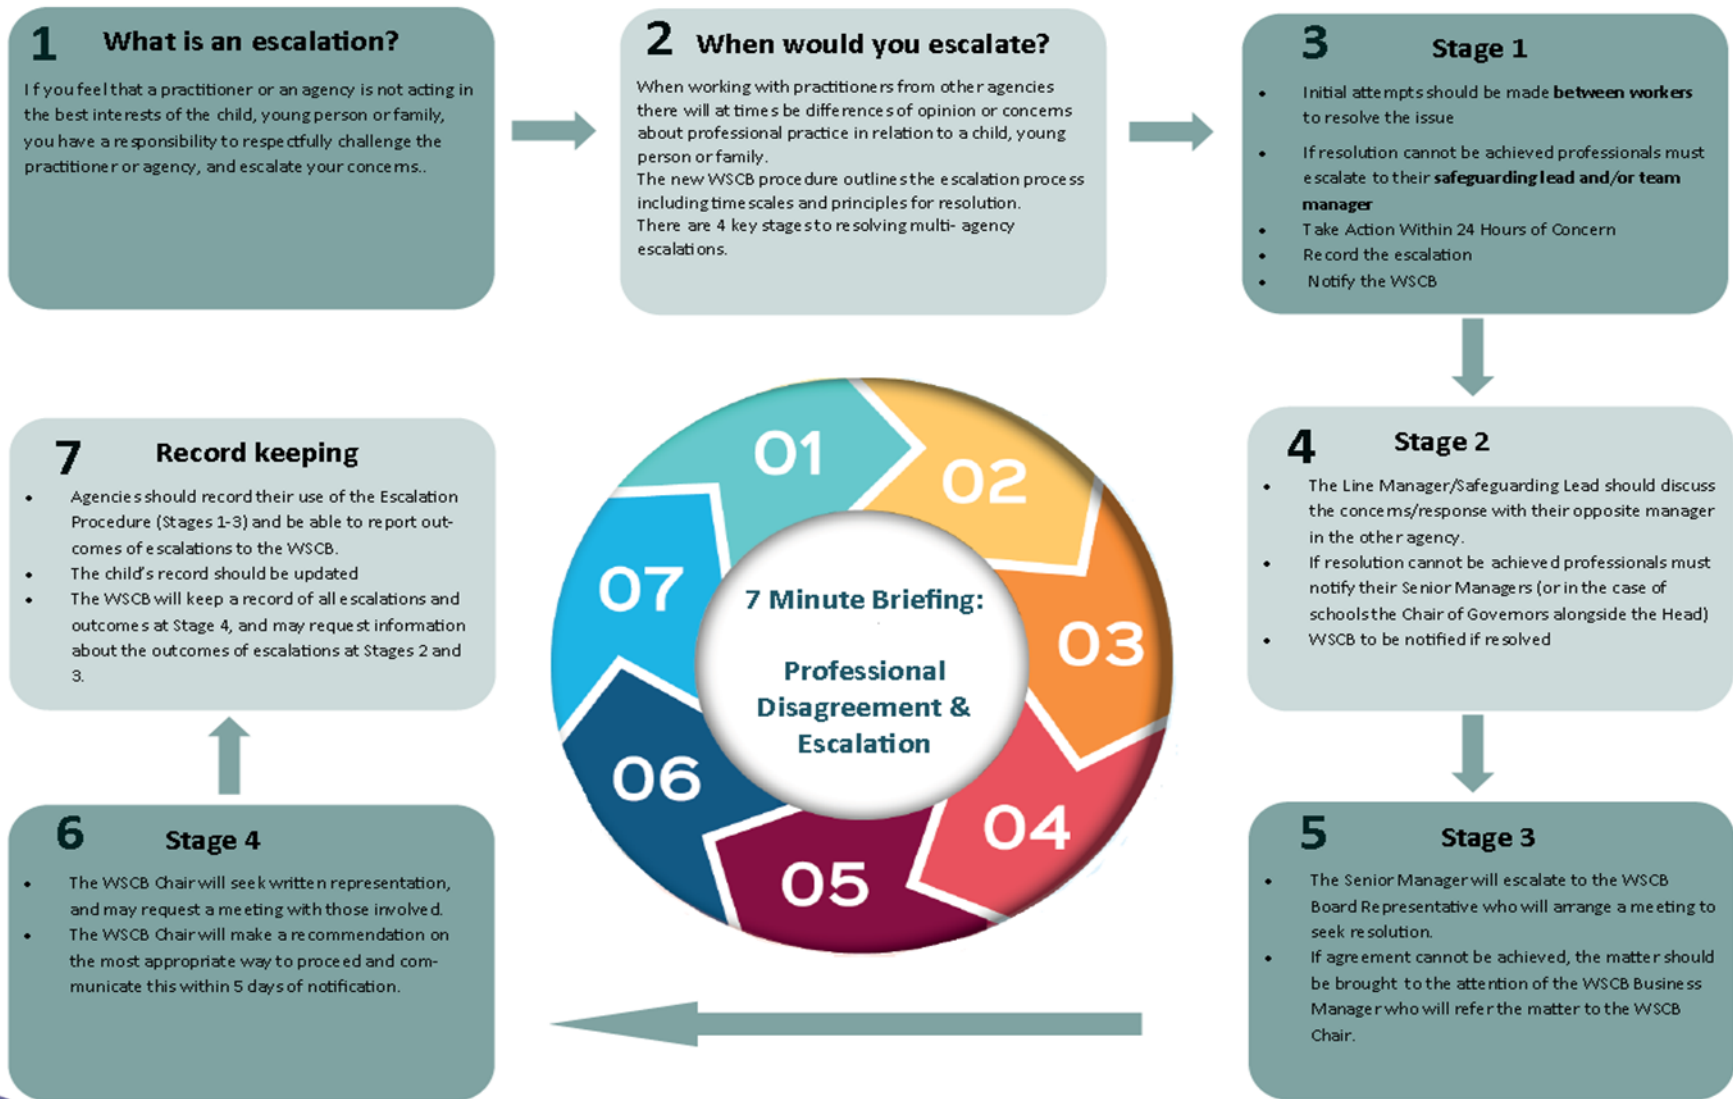 1 What is an escalation?
If you feel that a practitioner or an agency is not acting in
the best interests of the child, young person or family,
you have a responsibility to respectfully challenge the
practitioner or agency, and escalate your concerns..
2 When would you escalate?
When working with practitioners from other agencies
there will at times be differences of opinion or concerns
about professional practice in relation to a child, young
person or family.
The new WSCB procedure outlines the escalation process
including timescales and principles for resolution.
There are 4 key stages to resolving multi- agency
escalations.
3 Stage 1
• Initial attempts should be made between workers
to resolve the issue
• If resolution cannot be achieved professionals must
escalate to their safeguarding lead and/or team
manager
• Take Action Within 24 Hours of Concern
• Record the escalation
• Notify the WSCB
4 Stage 2
• The Line Manager/Safeguarding Lead should discuss
the concerns/response with their opposite manager
in the other agency.
• If resolution cannot be achieved professionals must
notify their Senior Managers (or in the case of
schools the Chair of Governors alongside the Head)
• WSCB to be notified if resolved
5 Stage 3
• The Senior Manager will escalate to the WSCB
Board Representative who will arrange a meeting to
seek resolution.
• If agreement cannot be achieved, the matter should
be brought to the attention of the WSCB Business
Manager who will refer the matter to the WSCB
Chair.
6 Stage 4
• The WSCB Chair will seek written representation,
and may request a meeting with those involved.
• The WSCB Chair will make a recommendation on
the most appropriate way to proceed and com-
municate this within 5 days of notification.
7 Record keeping
• Agencies should record their use of the Escalation
Procedure (Stages 1-3) and be able to report out-
comes of escalations to the WSCB.
• The child's record should be updated
• The WSCB will keep a record of all escalations and
outcomes at Stage 4, and may request information
about the outcomes of escalations at Stages 2 and
3.
01
02
03
04
05
06
07
7 Minute Briefing:
Professional
Disagreement &
Escalation